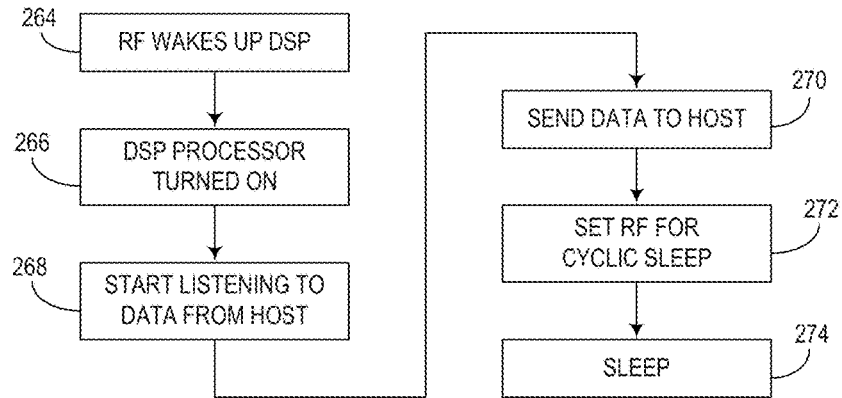 264
RF WAKES UP DSP
266
DSP PROCESSOR
TURNED ON
268
START LISTENING TO
DATA FROM HOST
270
SEND DATA TO HOST
272
SET RF FOR
CYCLIC SLEEP
274
SLEEP